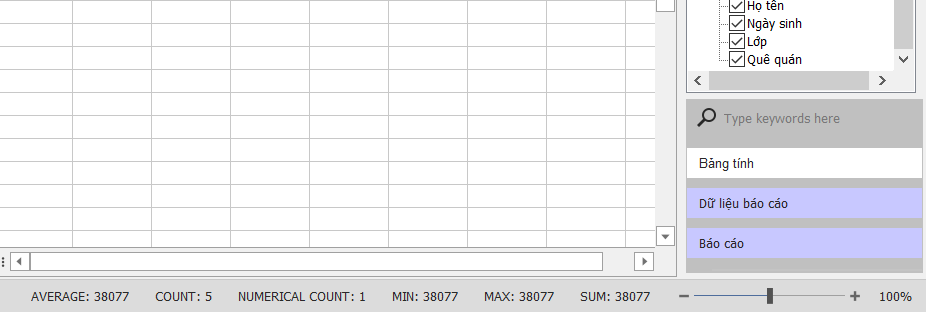 Họ tên
Ngày sinh
Lớp
Quê quán
Type keywords here
Bảng tính
Dữ liệu báo cáo
Báo cáo
AVERAGE: 38077 COUNT: 5 NUMERICAL COUNT: 1 MIN: 38077 MAX: 38077 SUM: 38077 100%